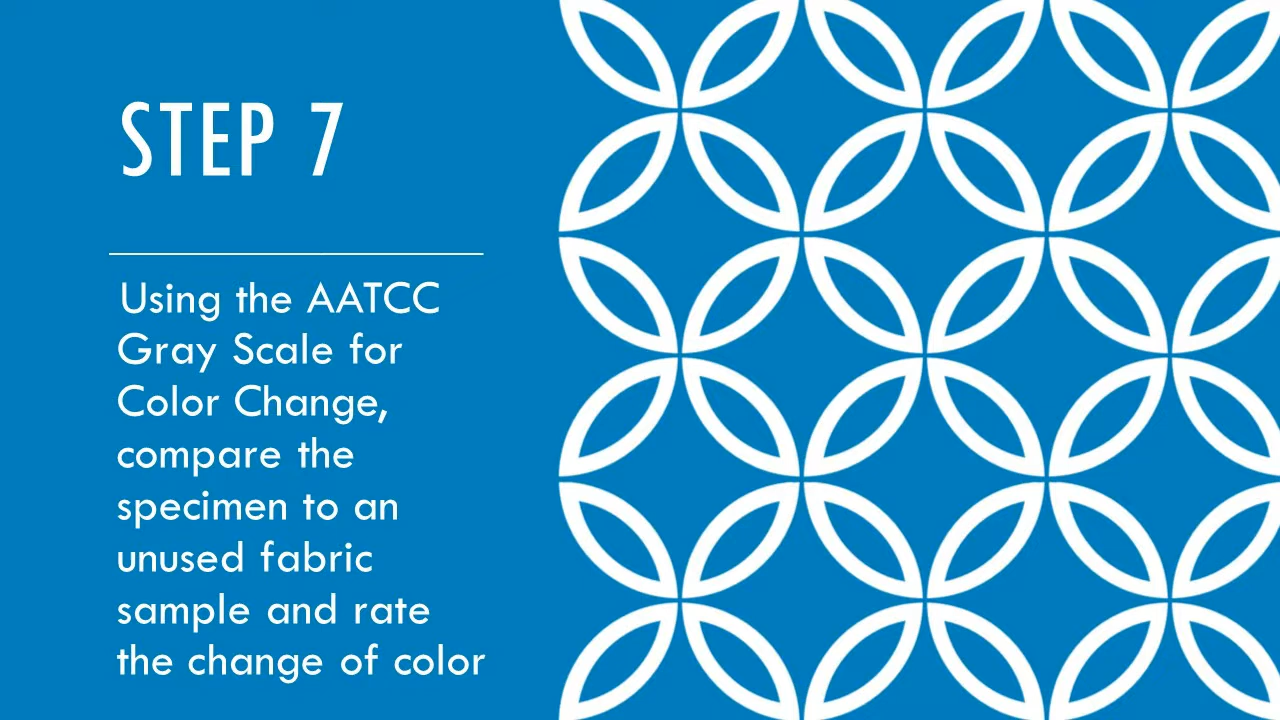 STEP 7
Using the AATCC
Gray Scale for
Color Change,
compare the
specimen to an
unused fabric
sample and rate
the change of color